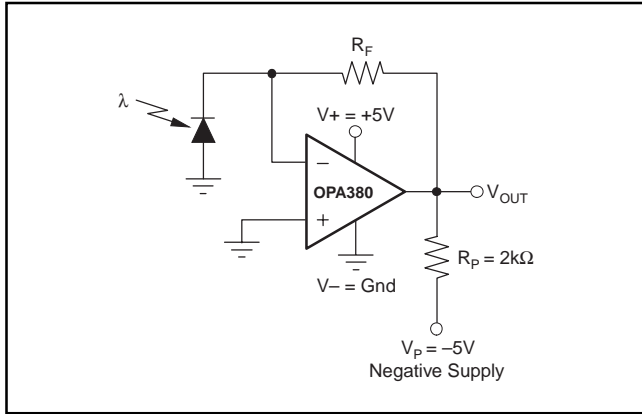 R_F
λ
V+ = +5V
−
OPA380
+
V_OUT
V− = Gnd
R_P = 2kΩ
V_P = −5V
Negative Supply